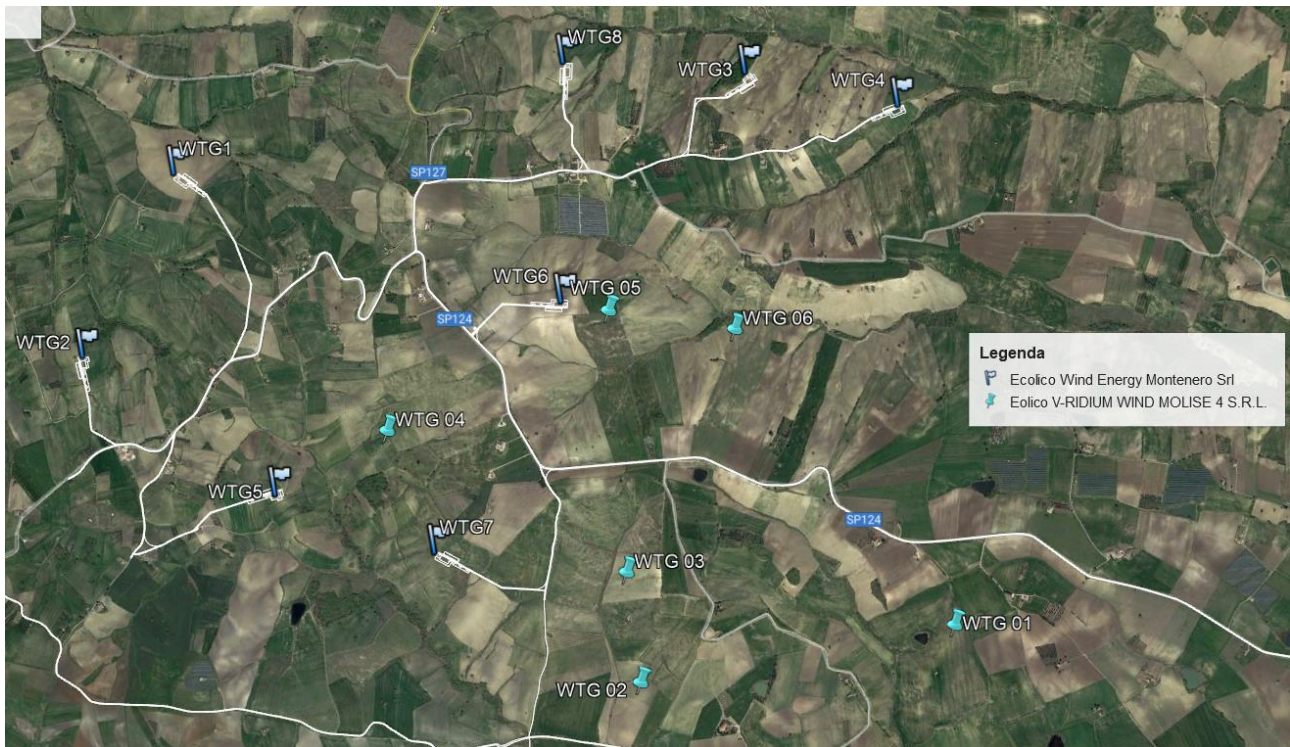 WTG8
WTG3
WTG4
WTG1
SP127
WTG6
WTG 05
SP124
WTG 06
WTG2
Legenda
Ecolico Wind Energy Montenero Srl
Eolico V-RIDIUM WIND MOLISE 4 S.R.L.
WTG 04
WTG5
WTG7
SP124
WTG 03
WTG 01
WTG 02